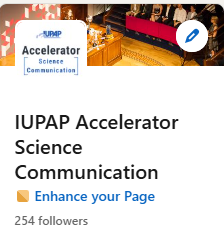 IUPAP
Accelerator
Science
Communication
IUPAP Accelerator
Science
Communication
Enhance your Page
254 followers